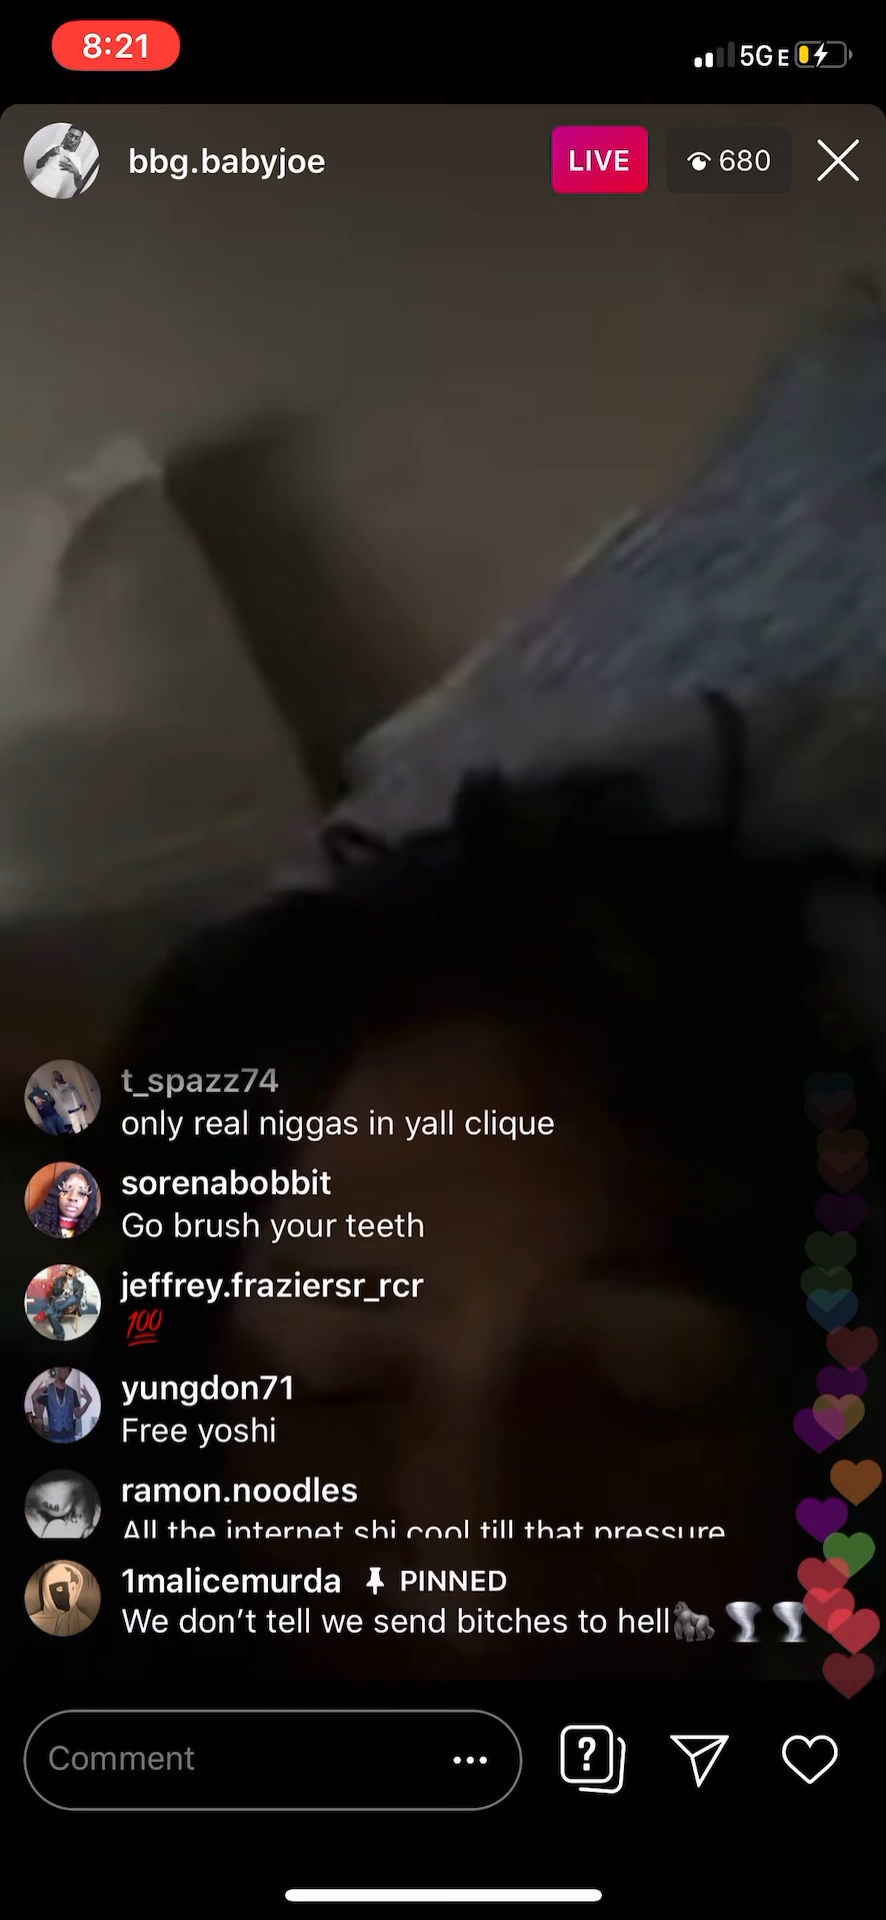 8:21
5GE
bbg.babyjoe
LIVE
680
t_spazz74
only real niggas in yall clique
sorenabobbit
Go brush your teeth
jeffrey.fraziersr_rcr
💯
yungdon71
Free yoshi
ramon.noodles
All the internet shi cool till that pressure
1malicemurda PINNED
We don’t tell we send bitches to hell🦍🌪🌪
Comment